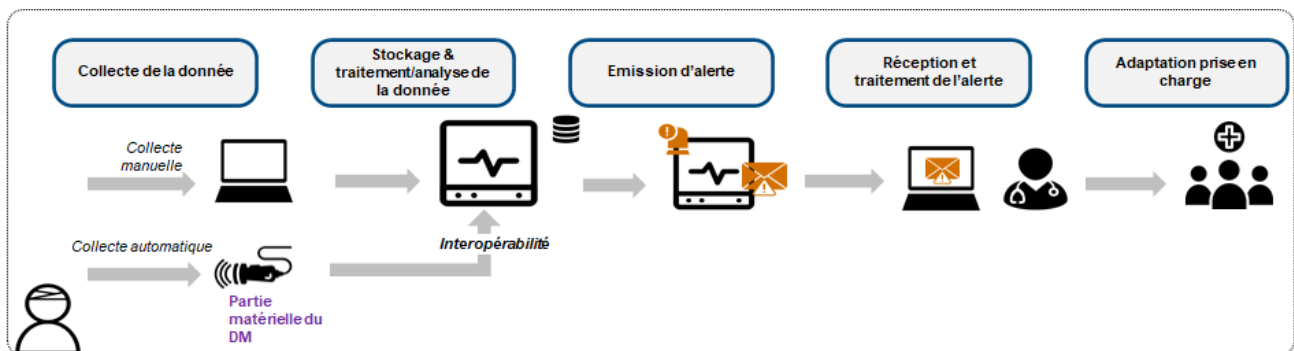 Collecte de la donnée
Stockage &
traitement/analyse de
la donnée
Emission d'alerte
Réception et
traitement de l'alerte
Adaptation prise en
charge
Collecte
manuelle
Collecte automatique
Interopérabilité
Partie
matérielle du
DM